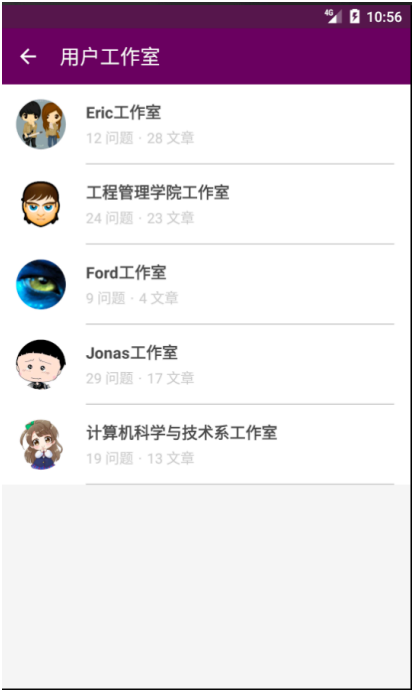 4G 10:56
用户工作室
Eric工作室
12 问题 · 28 文章
工程管理学院工作室
24 问题 · 23 文章
Ford工作室
9 问题 · 4 文章
Jonas工作室
29 问题 · 17 文章
计算机科学与技术系工作室
19 问题 · 13 文章